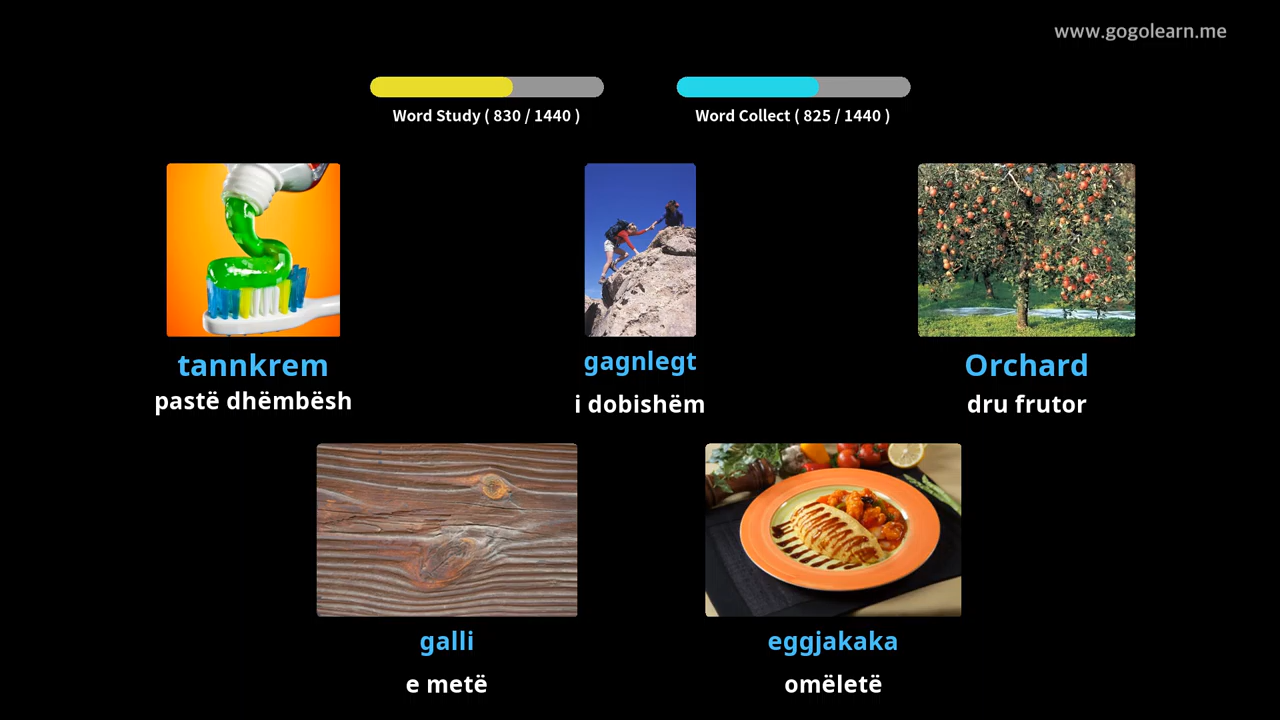 www.gogolearn.me
Word Study ( 830 / 1440 )
Word Collect ( 825 / 1440 )
tannkrem
pastë dhëmbësh
gagnlegt
i dobishëm
Orchard
dru frutor
galli
e metë
eggjakaka
omëletë